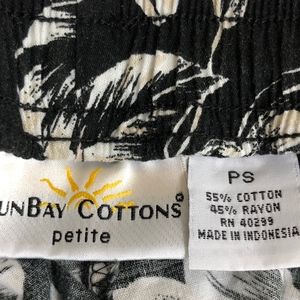 unBay Cottons®
petite
PS
55% COTTON
45% RAYON
RN 40299
MADE IN INDONESIA